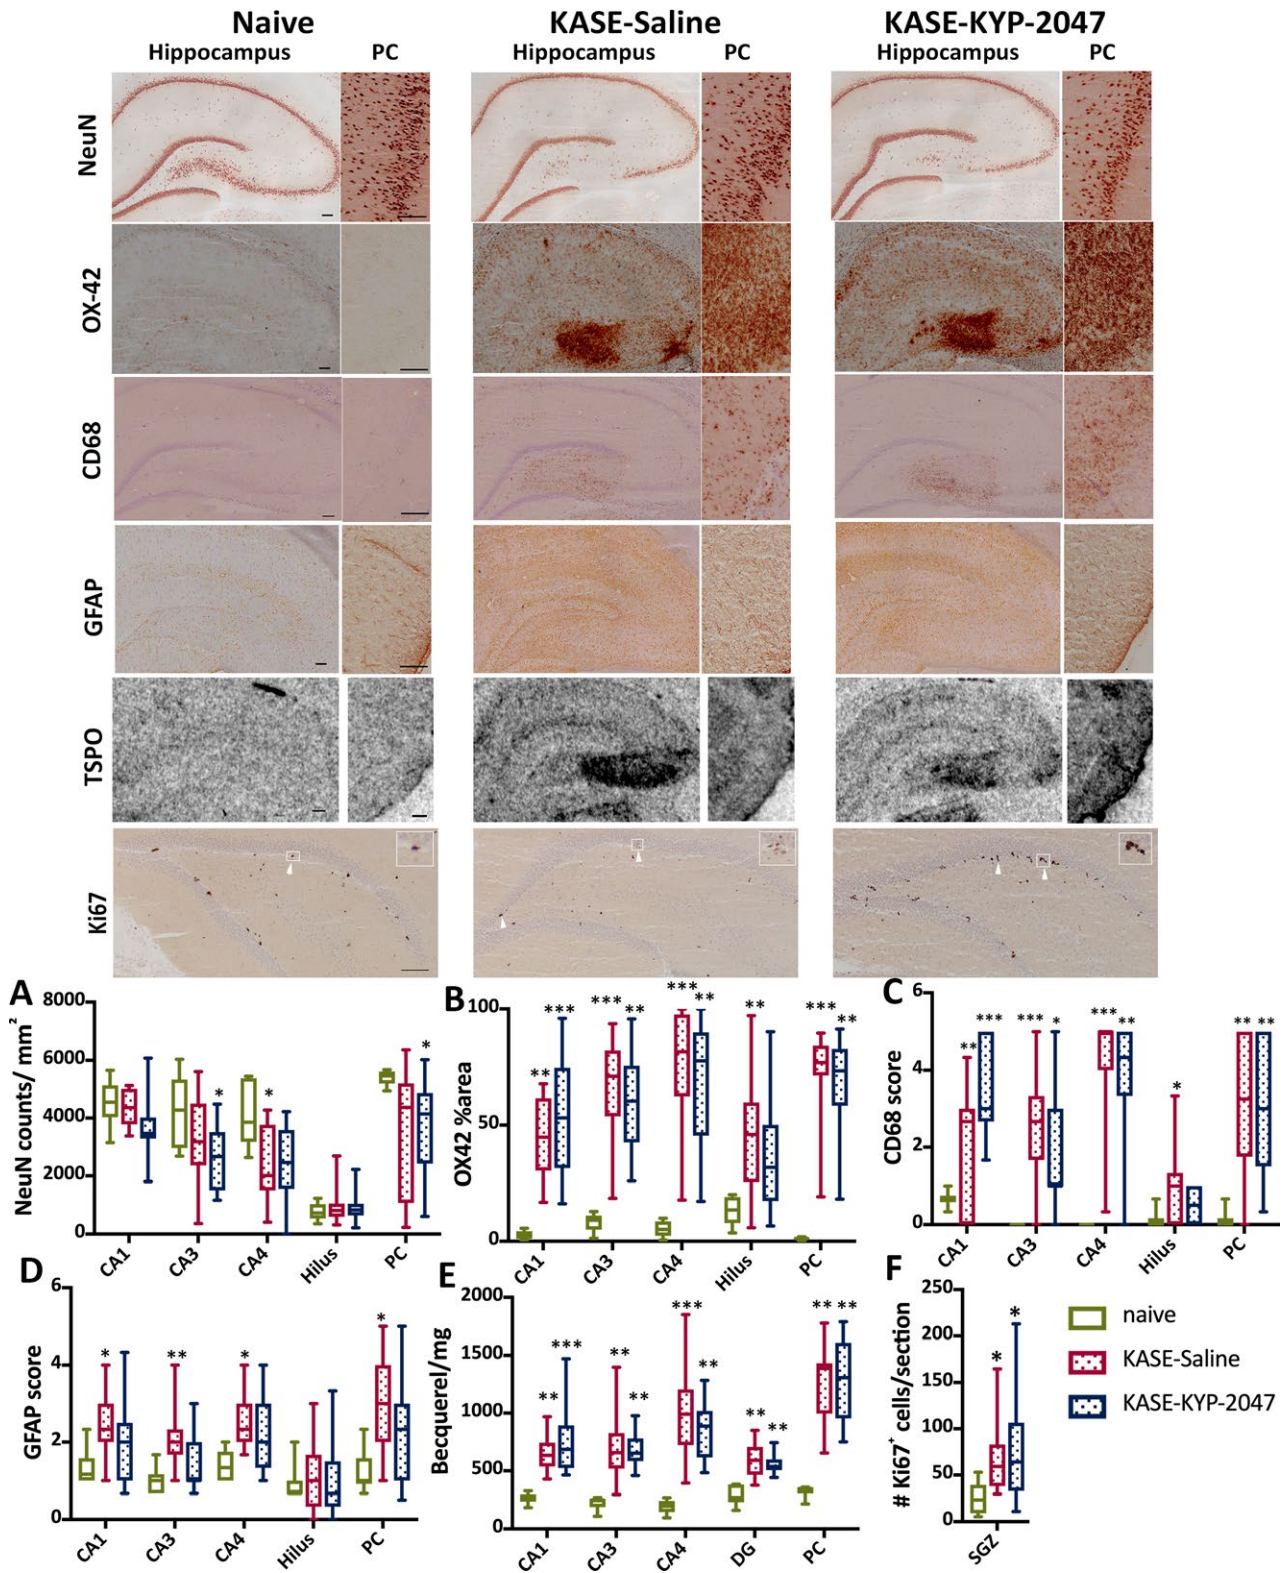 Naive KASE-Saline KASE-KYP-2047
Hippocampus PC Hippocampus PC Hippocampus PC
NeuN
OX-42
CD68
GFAP
TSPO
Ki67
A
8000
6000
4000
2000
0
NeuN counts/ mm²
* * *
CA1 CA3 CA4 Hilus PC
B
100
50
0
OX42 %area
** *** *** ** *** ** ** *** **
CA1 CA3 CA4 Hilus PC
C
6
4
2
0
CD68 score
** *** *** * *** ** * ** **
CA1 CA3 CA4 Hilus PC
D
6
4
2
0
GFAP score
* ** * *
CA1 CA3 CA4 Hilus PC
E
2000
1500
1000
500
0
Becquerel/mg
** *** ** ** *** ** ** ** ** **
CA1 CA3 CA4 DG PC
F
250
200
150
100
50
0
# Ki67⁺ cells/section
* *
SGZ
naive
KASE-Saline
KASE-KYP-2047